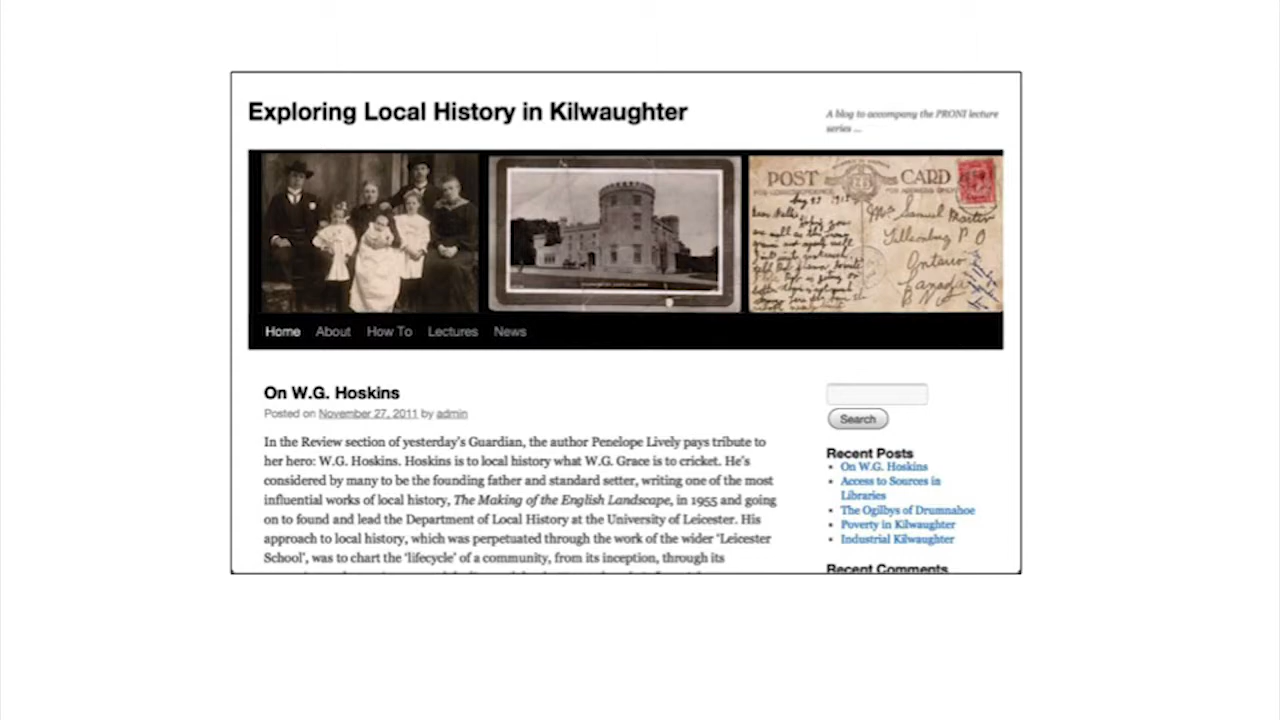 Exploring Local History in Kilwaughter
A blog to accompany the PRONI lecture
series ...
POST CARD
Mr. Samuel Martin
Tillsonburg P O
Ontario
Canada
Home About How To Lectures News
On W.G. Hoskins
Posted on November 27, 2011 by admin
In the Review section of yesterday's Guardian, the author Penelope Lively pays tribute to
her hero: W.G. Hoskins. Hoskins is to local history what W.G. Grace is to cricket. He's
considered by many to be the founding father and standard setter, writing one of the most
influential works of local history, The Making of the English Landscape, in 1955 and going
on to found and lead the Department of Local History at the University of Leicester. His
approach to local history, which was perpetuated through the work of the wider 'Leicester
School', was to chart the 'lifecycle' of a community, from its inception, through its
Search
Recent Posts
On W.G. Hoskins
Access to Sources in
Libraries
The Ogilbys of Drumnahoe
Poverty in Kilwaughter
Industrial Kilwaughter
Recent Comments